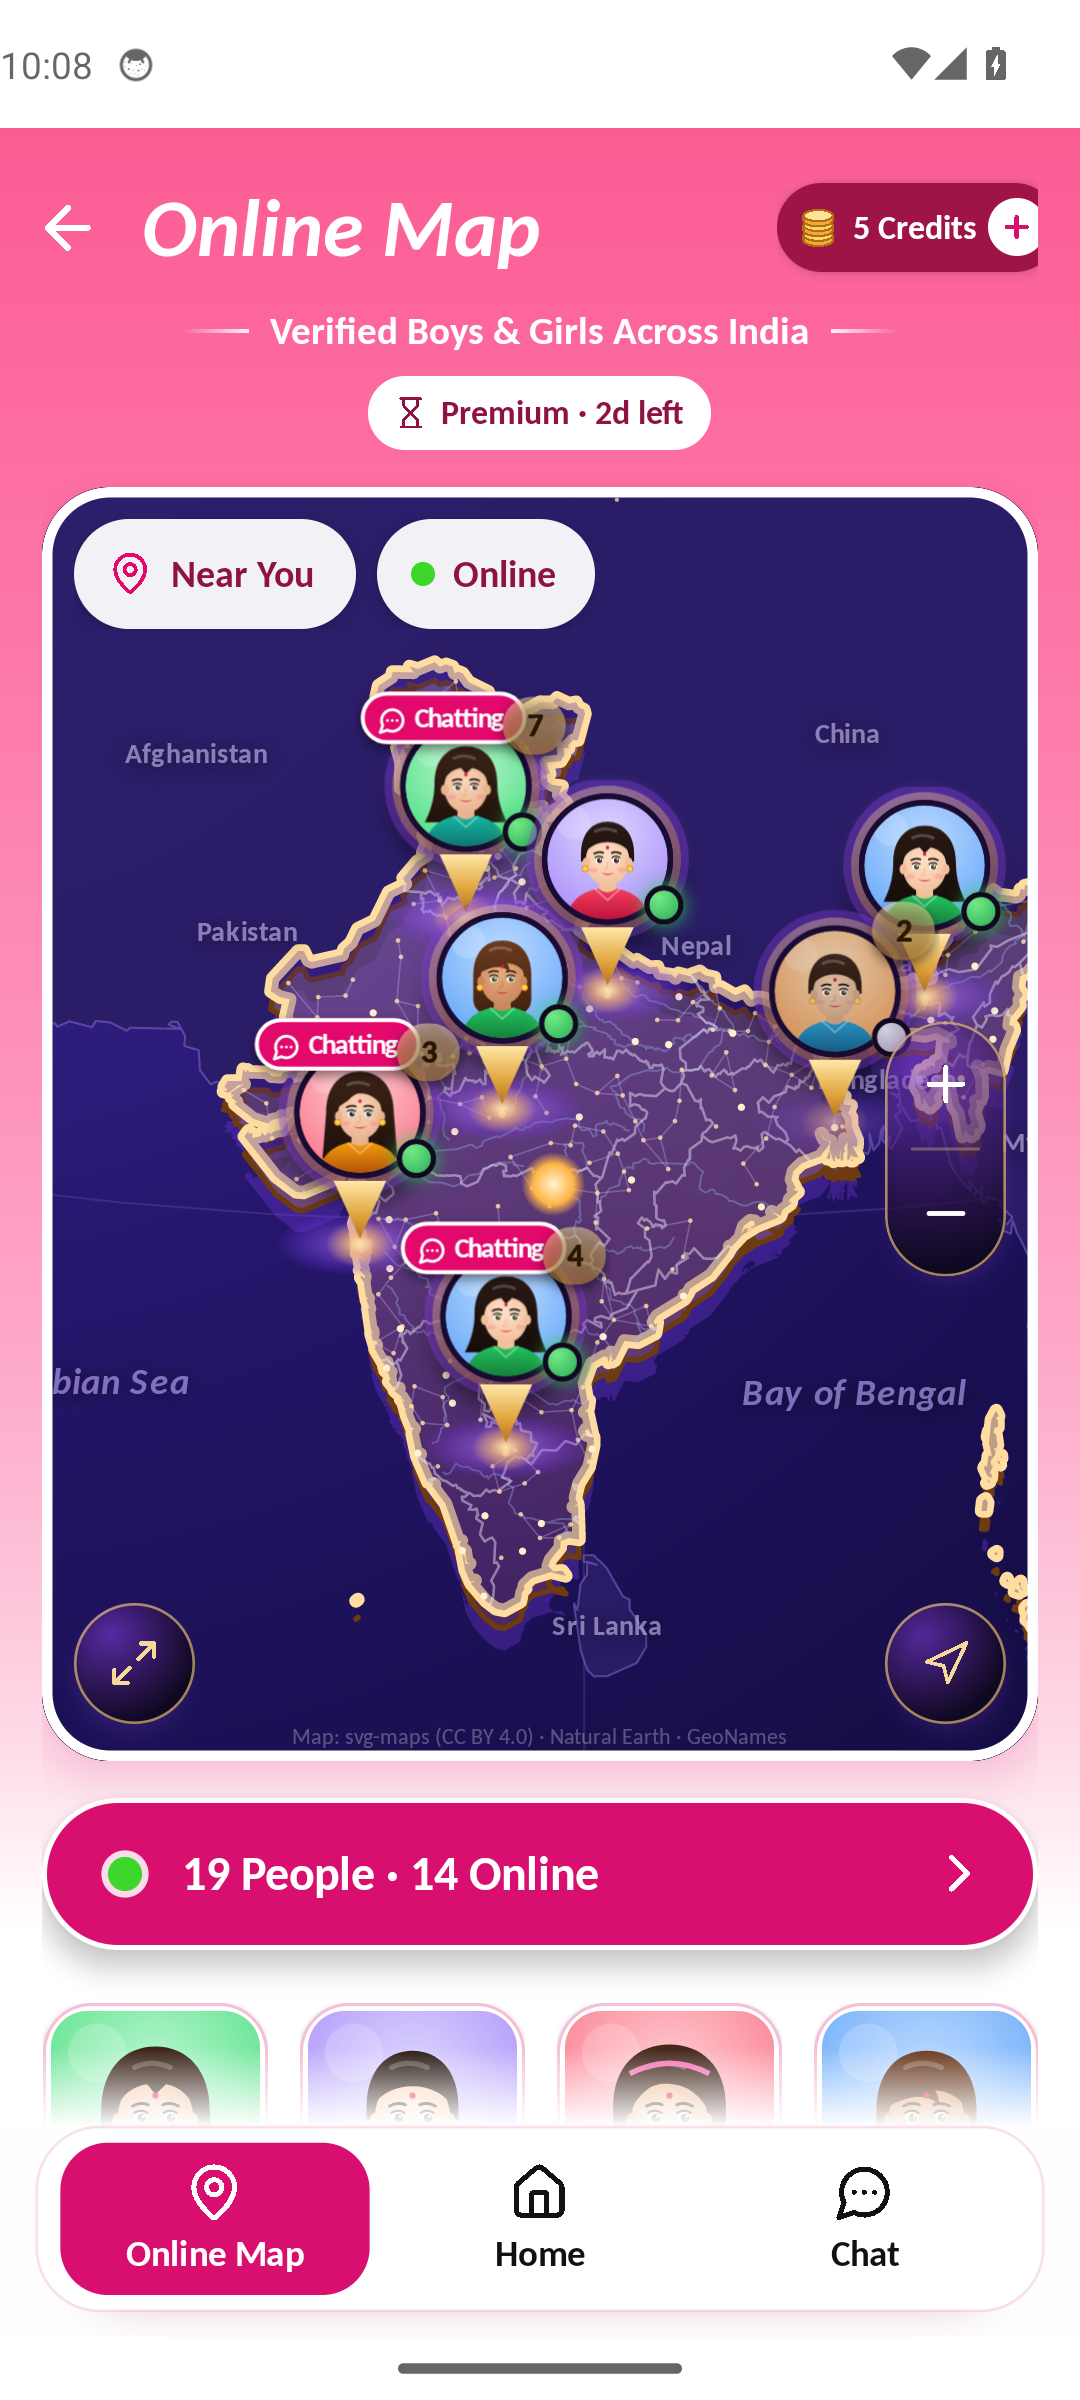 10:08
Online Map
5 Credits
Verified Boys & Girls Across India
Premium · 2d left
Near You
Online
China
Afghanistan
Chatting
7
Pakistan
Nepal
2
Chatting
3
Chatting
4
bian Sea
Bay of Bengal
Sri Lanka
Map: svg-maps (CC BY 4.0) · Natural Earth · GeoNames
19 People · 14 Online
Online Map
Home
Chat